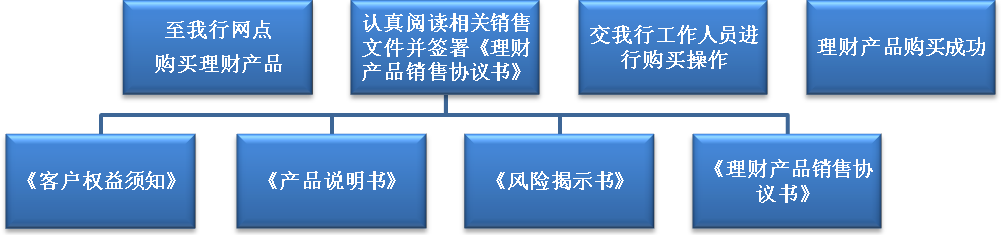 至我行网点
购买理财产品
认真阅读相关销售
文件并签署《理财
产品销售协议书》
交我行工作人员进
行购买操作
理财产品购买成功
《客户权益须知》
《产品说明书》
《风险揭示书》
《理财产品销售协
议书》